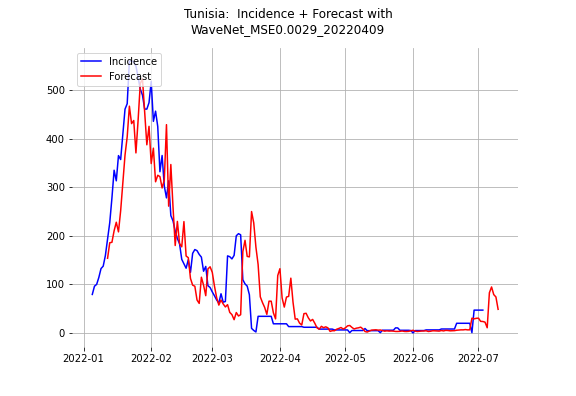 Tunisia:  Incidence + Forecast with
WaveNet_MSE0.0029_20220409
Incidence
Forecast
500
400
300
200
100
0
2022-01 2022-02 2022-03 2022-04 2022-05 2022-06 2022-07